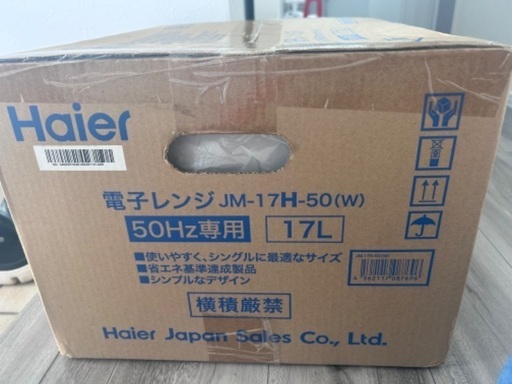 Haier
電子レンジ JM-17H-50(W)
50Hz専用 17L
■使いやすく、シングルに最適なサイズ
■省エネ基準達成製品
■シンプルなデザイン
JM-17H-50(W)
横積厳禁
Haier Japan Sales Co., Ltd.